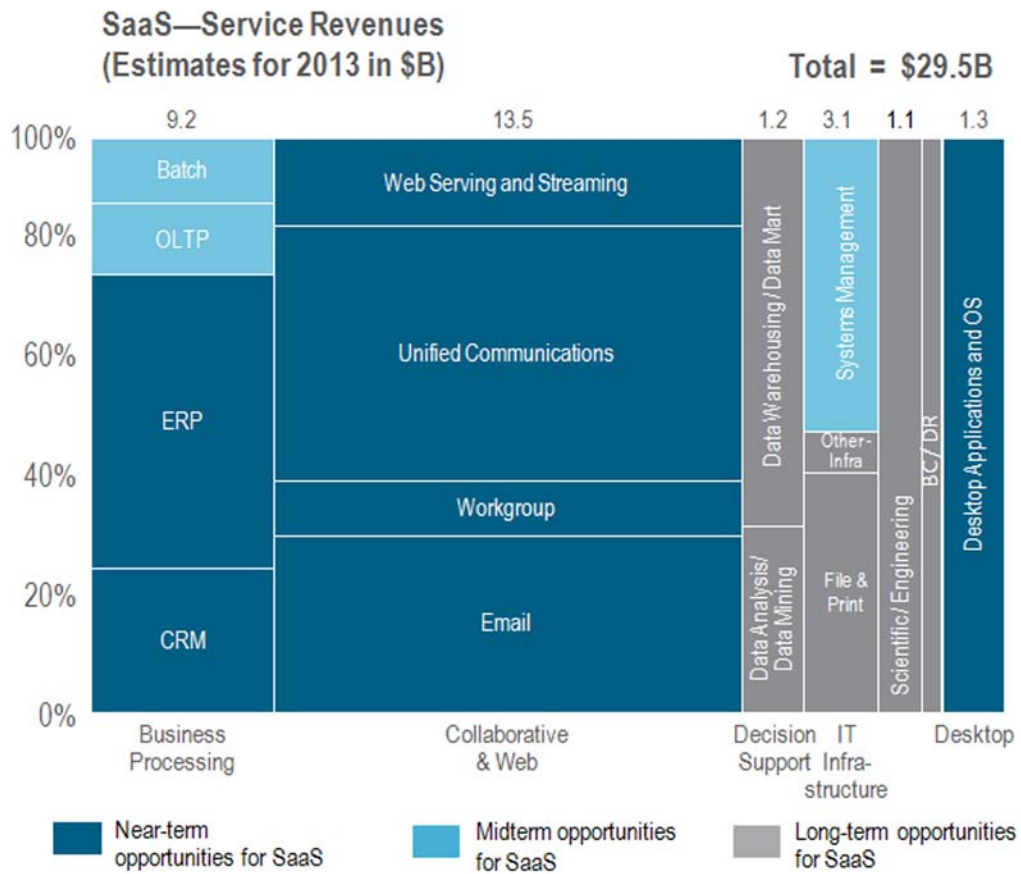 SaaS—Service Revenues
(Estimates for 2013 in $B)
Total = $29.5B
9.2
13.5
1.2
3.1
1.1
1.3
100%
80%
60%
40%
20%
0%
Batch
OLTP
ERP
CRM
Web Serving and Streaming
Unified Communications
Workgroup
Email
Data Warehousing / Data Mart
Data Analysis/
Data Mining
Systems Management
Other-
Infra
File &
Print
Scientific / Engineering
BC / DR
Desktop Applications and OS
Business
Processing
Collaborative
& Web
Decision
Support
IT
Infra-
structure
Desktop
Near-term
opportunities for SaaS
Midterm opportunities
for SaaS
Long-term opportunities
for SaaS